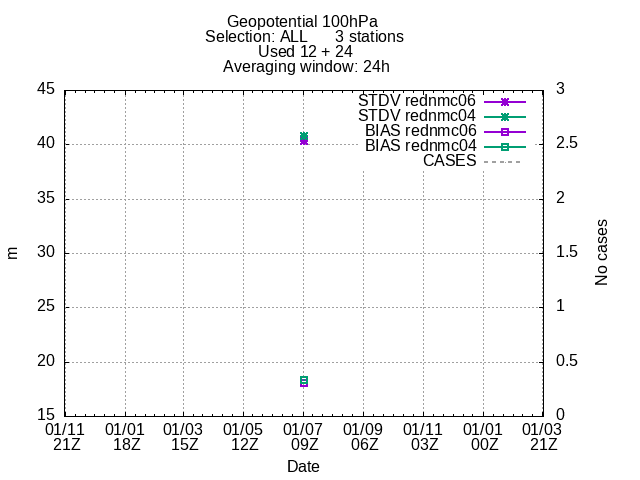 Geopotential 100hPa
Selection: ALL      3 stations
Used 12 + 24
Averaging window: 24h
STDV rednmc06
STDV rednmc04
BIAS rednmc06
BIAS rednmc04
CASES
45
40
35
30
25
20
15
m
3
2.5
2
1.5
1
0.5
0
No cases
01/11 01/01 01/03 01/05 01/07 01/09 01/11 01/01 01/03
21Z 18Z 15Z 12Z 09Z 06Z 03Z 00Z 21Z
Date